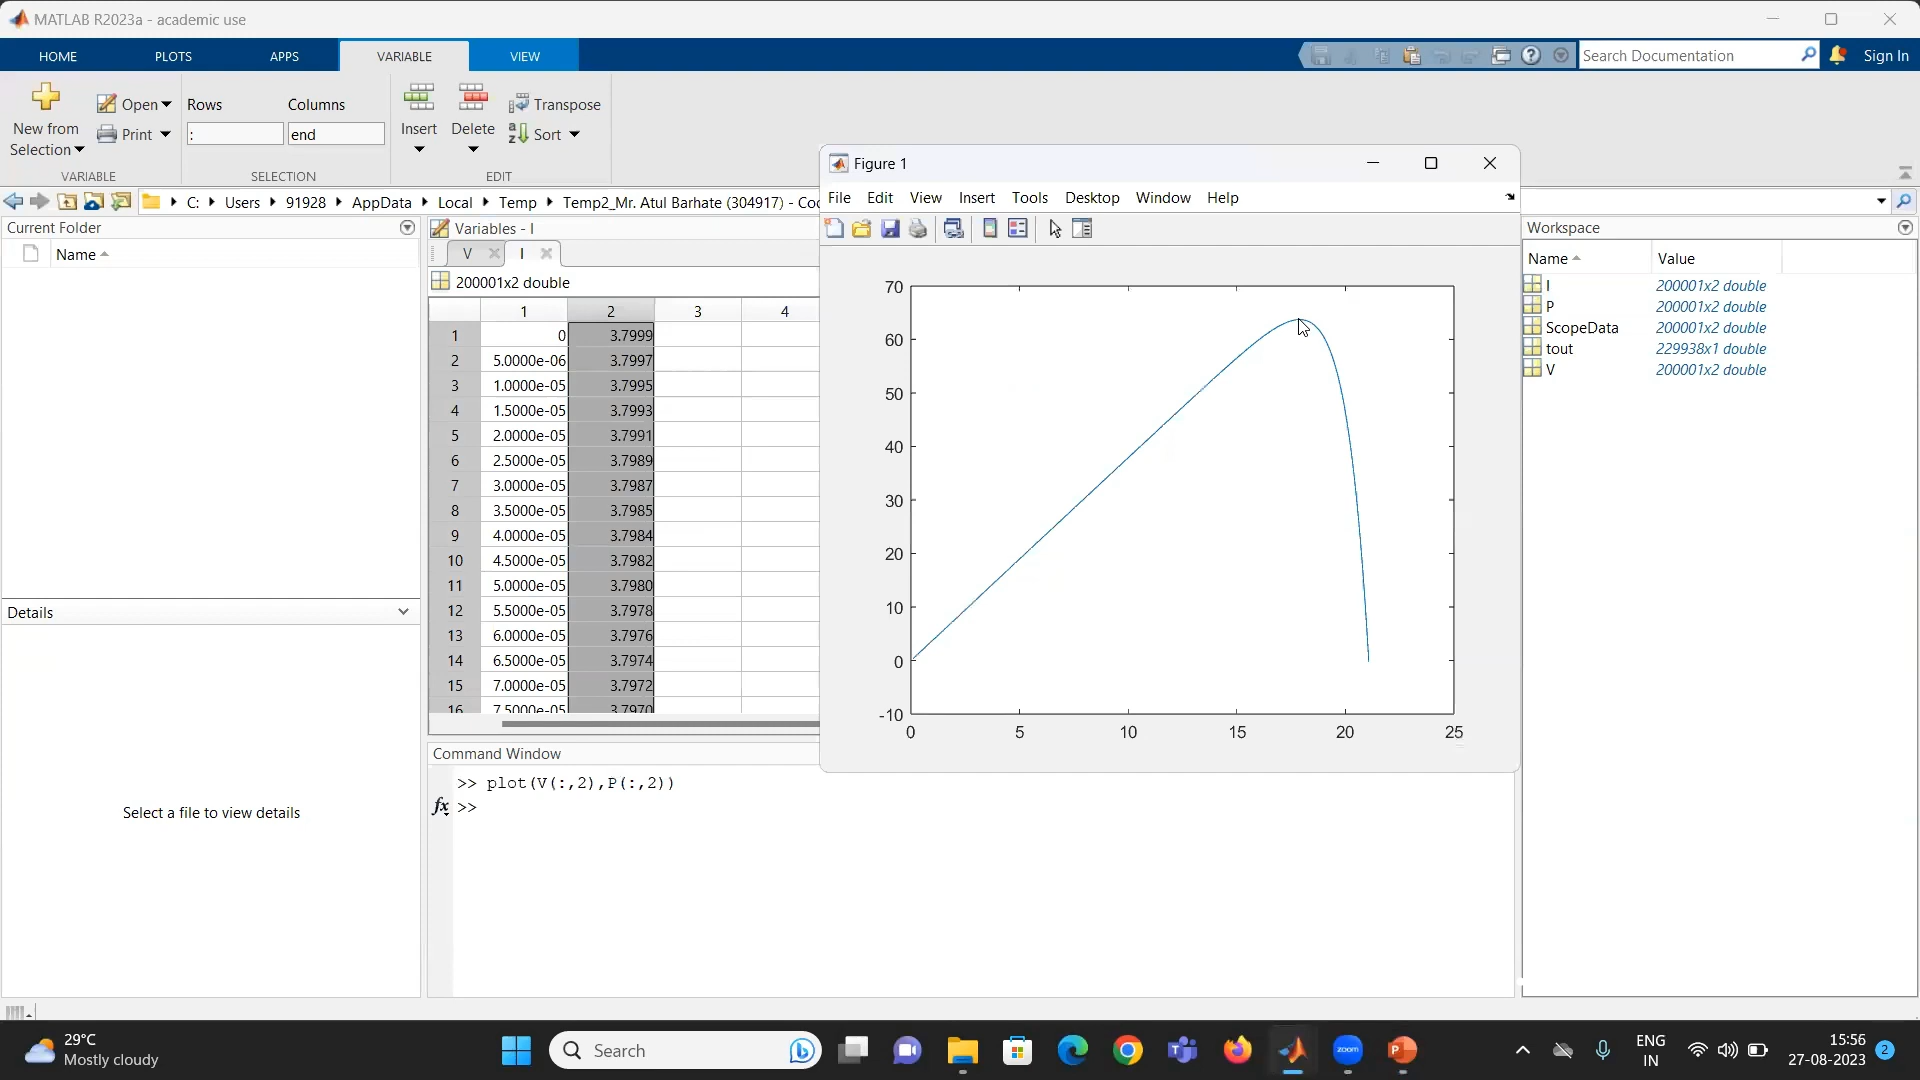 MATLAB R2023a - academic use
HOME PLOTS APPS VARIABLE VIEW
Search Documentation
Sign In
New from
Selection
Open
Print
VARIABLE
Rows Columns
: end
SELECTION
Insert
Delete
Transpose
Sort
EDIT
C: Users 91928 AppData Local Temp Temp2_Mr. Atul Barhate (304917) - Coc
Current Folder
Name
Details
Select a file to view details
Variables - I
V I
200001x2 double
1 2 3 4
1 0 3.7999
2 5.0000e-06 3.7997
3 1.0000e-05 3.7995
4 1.5000e-05 3.7993
5 2.0000e-05 3.7991
6 2.5000e-05 3.7989
7 3.0000e-05 3.7987
8 3.5000e-05 3.7985
9 4.0000e-05 3.7984
10 4.5000e-05 3.7982
11 5.0000e-05 3.7980
12 5.5000e-05 3.7978
13 6.0000e-05 3.7976
14 6.5000e-05 3.7974
15 7.0000e-05 3.7972
16 7.5000e-05 3.7970
Command Window
>> plot(V(:,2),P(:,2))
fx >>
Figure 1
File Edit View Insert Tools Desktop Window Help
70
60
50
40
30
20
10
0
-10
0 5 10 15 20 25
Workspace
Name Value
I 200001x2 double
P 200001x2 double
ScopeData 200001x2 double
tout 229938x1 double
V 200001x2 double
29°C
Mostly cloudy
Search
zoom
ENG
IN
15:56
27-08-2023
2